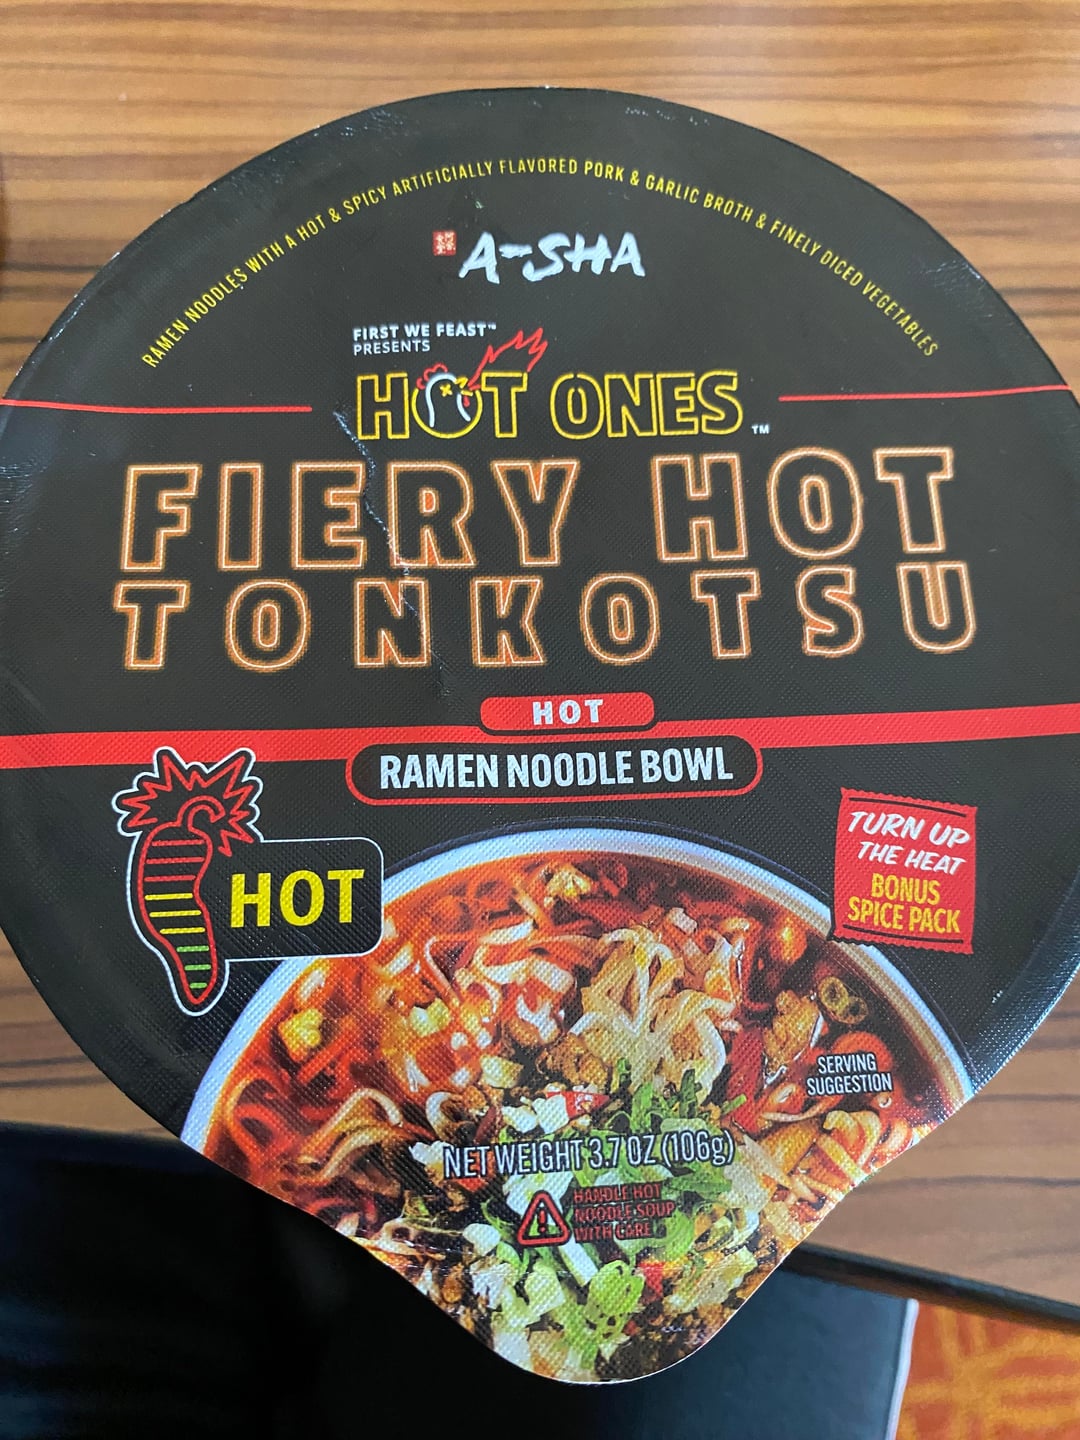 RAMEN NOODLES WITH A HOT & SPICY ARTIFICIALLY FLAVORED PORK & GARLIC BROTH & FINELY DICED VEGETABLES
A-SHA
FIRST WE FEAST™
PRESENTS
HOT ONES™
FIERY HOT
TONKOTSU
HOT
RAMEN NOODLE BOWL
HOT
TURN UP
THE HEAT
BONUS
SPICE PACK
SERVING
SUGGESTION
NET WEIGHT 3.7 OZ (106g)
HANDLE HOT
NOODLE SOUP
WITH CARE